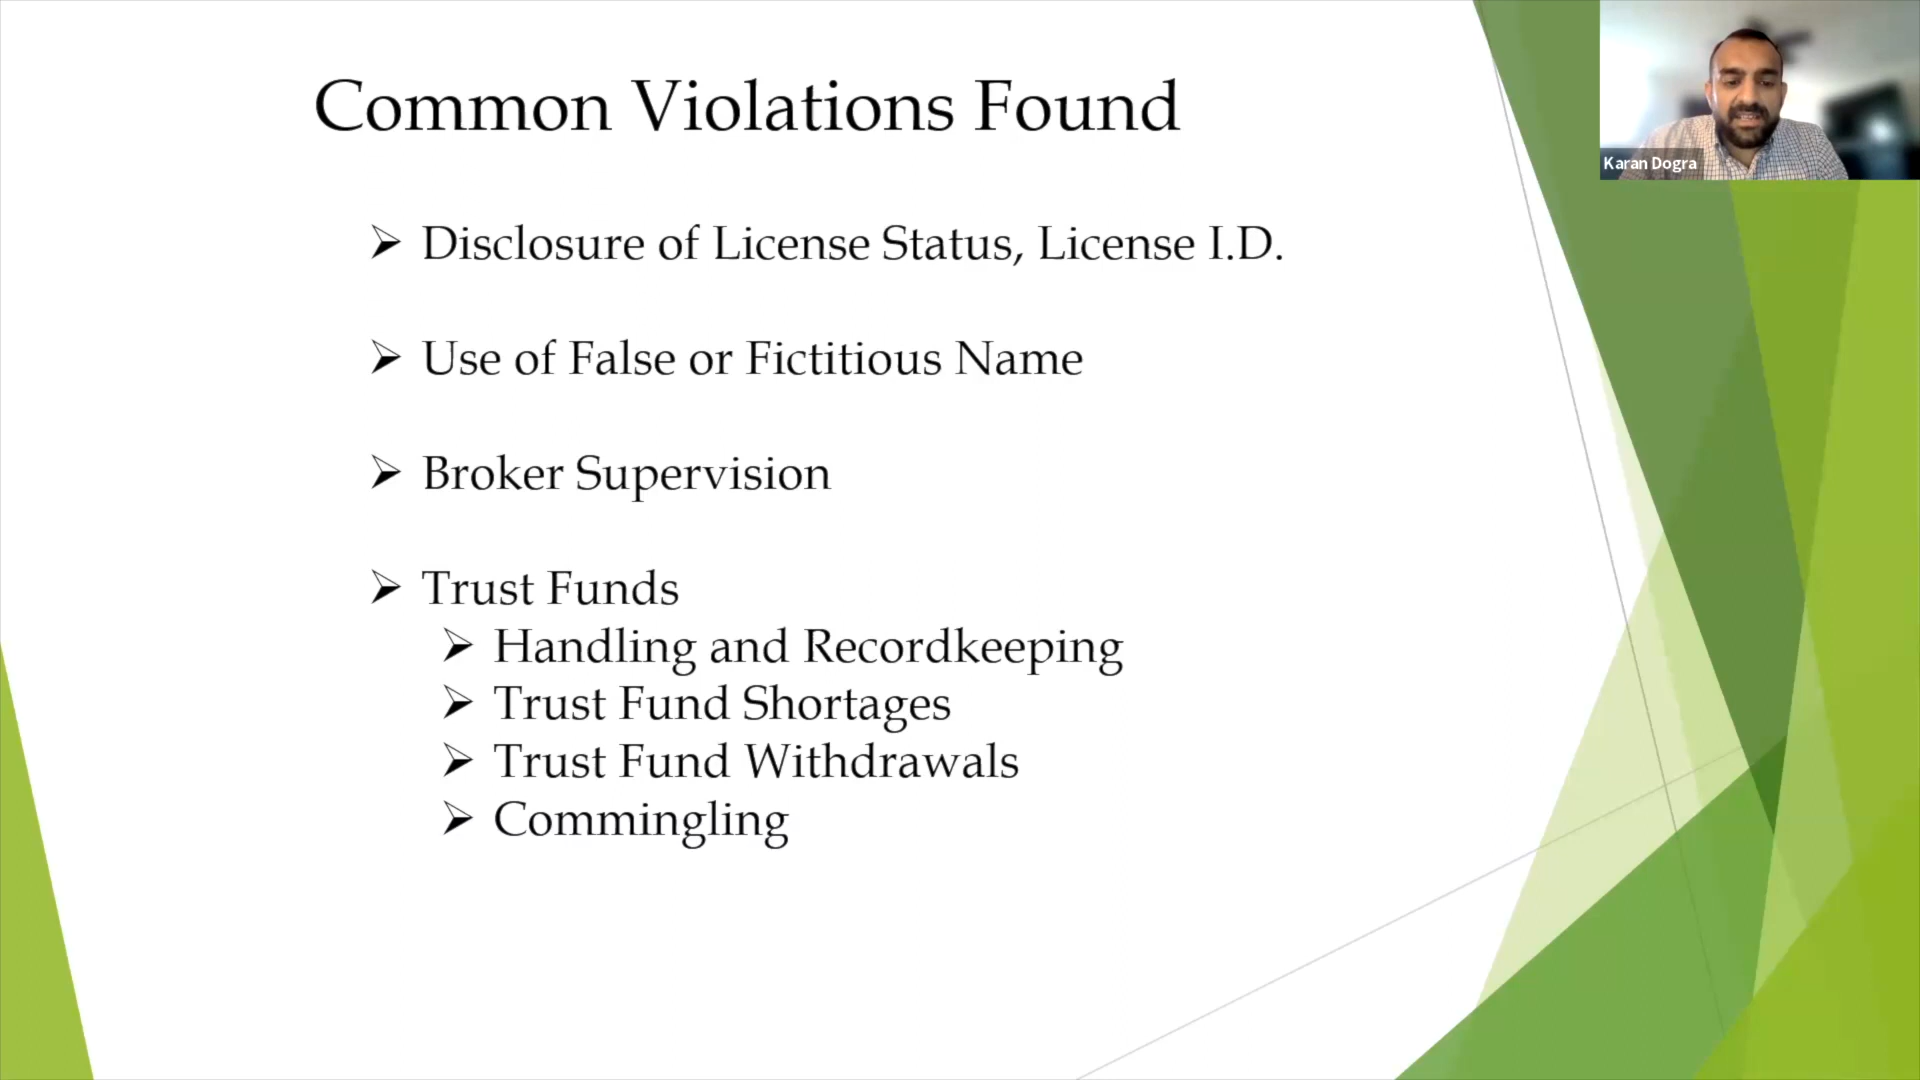 Common Violations Found
Karan Dogra
➢ Disclosure of License Status, License I.D.
➢ Use of False or Fictitious Name
➢ Broker Supervision
➢ Trust Funds
➢ Handling and Recordkeeping
➢ Trust Fund Shortages
➢ Trust Fund Withdrawals
➢ Commingling